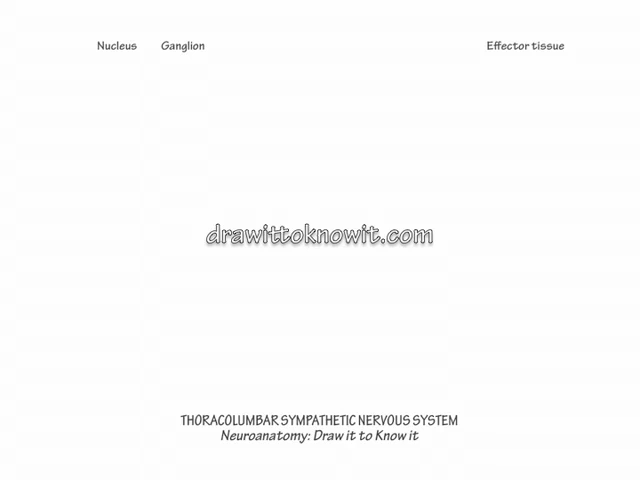 Nucleus Ganglion Effector tissue
drawittoknowit.com
THORACOLUMBAR SYMPATHETIC NERVOUS SYSTEM
Neuroanatomy: Draw it to Know it